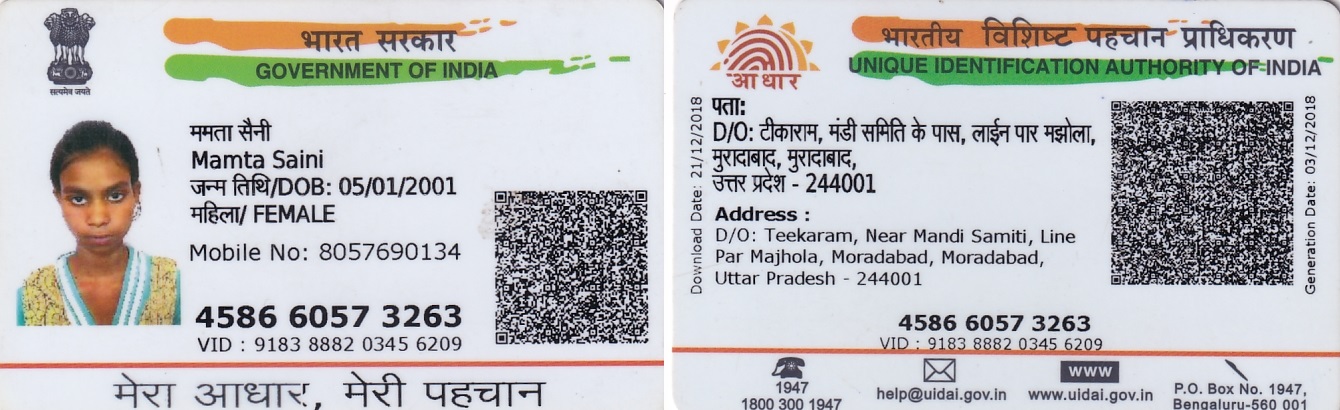 सत्यमेव जयते
भारत सरकार
GOVERNMENT OF INDIA
ममता सैनी
Mamta Saini
जन्म तिथि/DOB: 05/01/2001
महिला/ FEMALE
Mobile No: 8057690134
4586 6057 3263
VID : 9183 8882 0345 6209
मेरा आधार, मेरी पहचान
आधार
भारतीय विशिष्ट पहचान प्राधिकरण
UNIQUE IDENTIFICATION AUTHORITY OF INDIA
Download Date: 21/12/2018
पता:
D/O: टीकाराम, मंडी समिति के पास, लाईन पार मझोला,
मुरादाबाद, मुरादाबाद,
उत्तर प्रदेश - 244001
Address :
D/O: Teekaram, Near Mandi Samiti, Line
Par Majhola, Moradabad, Moradabad,
Uttar Pradesh - 244001
Generation Date: 03/12/2018
4586 6057 3263
VID : 9183 8882 0345 6209
1947
1800 300 1947
help@uidai.gov.in
www
www.uidai.gov.in
P.O. Box No. 1947,
Bengaluru-560 001